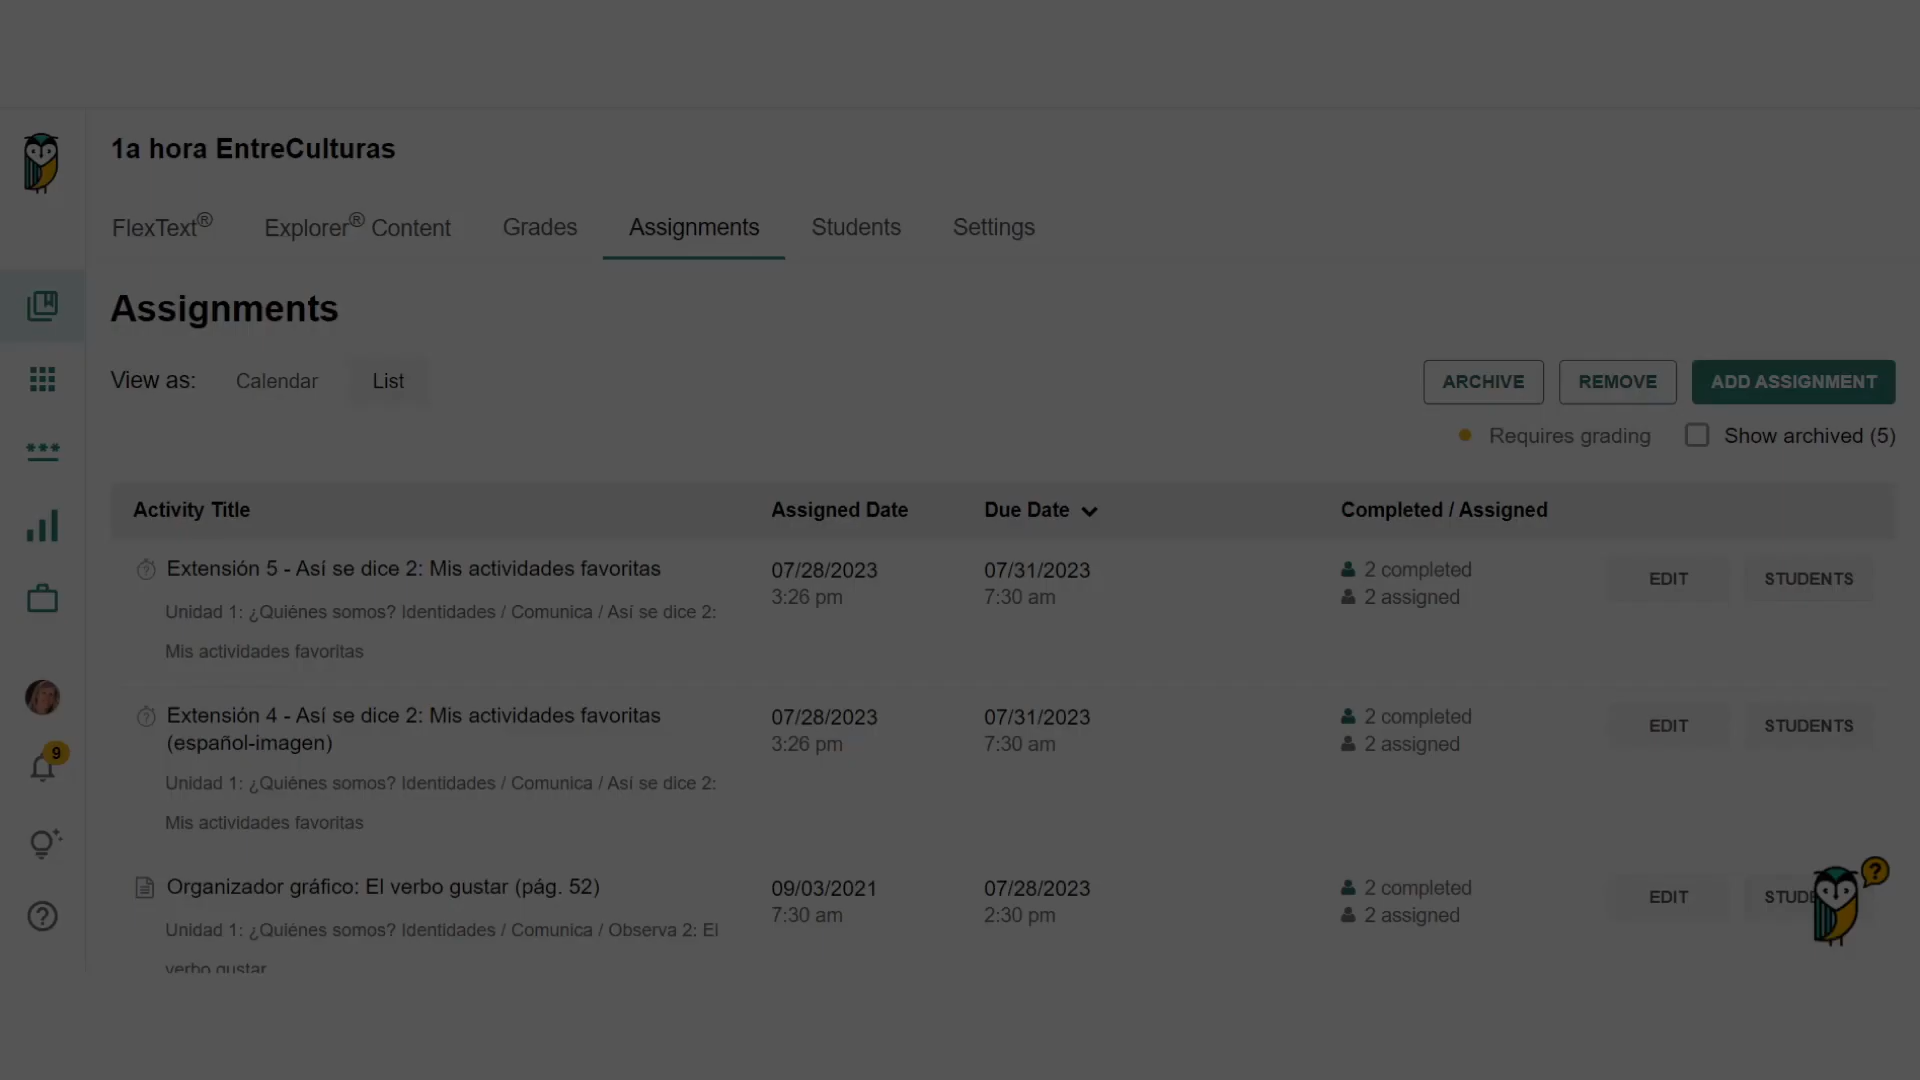 1a hora EntreCulturas
FlexText® Explorer® Content Grades Assignments Students Settings
Assignments
View as: Calendar List
ARCHIVE REMOVE ADD ASSIGNMENT
Requires grading Show archived (5)
Activity Title Assigned Date Due Date Completed / Assigned
Extensión 5 - Así se dice 2: Mis actividades favoritas 07/28/2023 07/31/2023 2 completed
3:26 pm 7:30 am 2 assigned EDIT STUDENTS
Unidad 1: ¿Quiénes somos? Identidades / Comunica / Así se dice 2:
Mis actividades favoritas
Extensión 4 - Así se dice 2: Mis actividades favoritas 07/28/2023 07/31/2023 2 completed
(español-imagen) 3:26 pm 7:30 am 2 assigned EDIT STUDENTS
9
Unidad 1: ¿Quiénes somos? Identidades / Comunica / Así se dice 2:
Mis actividades favoritas
Organizador gráfico: El verbo gustar (pág. 52) 09/03/2021 07/28/2023 2 completed
7:30 am 2:30 pm 2 assigned EDIT
Unidad 1: ¿Quiénes somos? Identidades / Comunica / Observa 2: El
verbo gustar